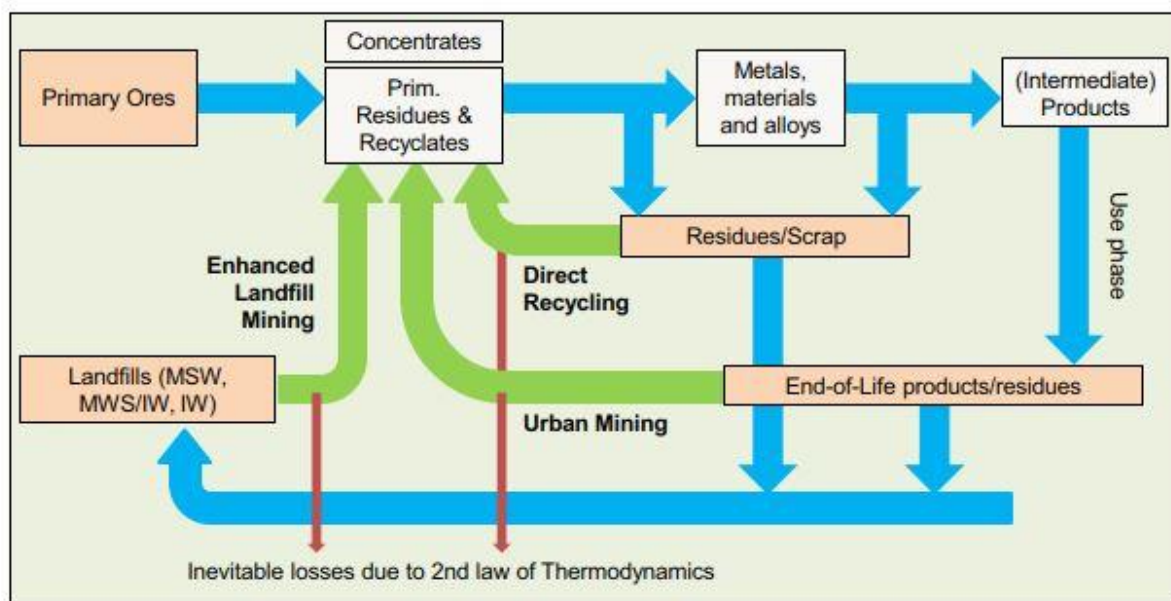 Concentrates
Primary Ores
Prim.
Residues &
Recyclates
Metals,
materials
and alloys
(Intermediate)
Products
Use phase
Residues/Scrap
Enhanced
Landfill
Mining
Direct
Recycling
Landfills (MSW,
MWS/IW, IW)
End-of-Life products/residues
Urban Mining
Inevitable losses due to 2nd law of Thermodynamics